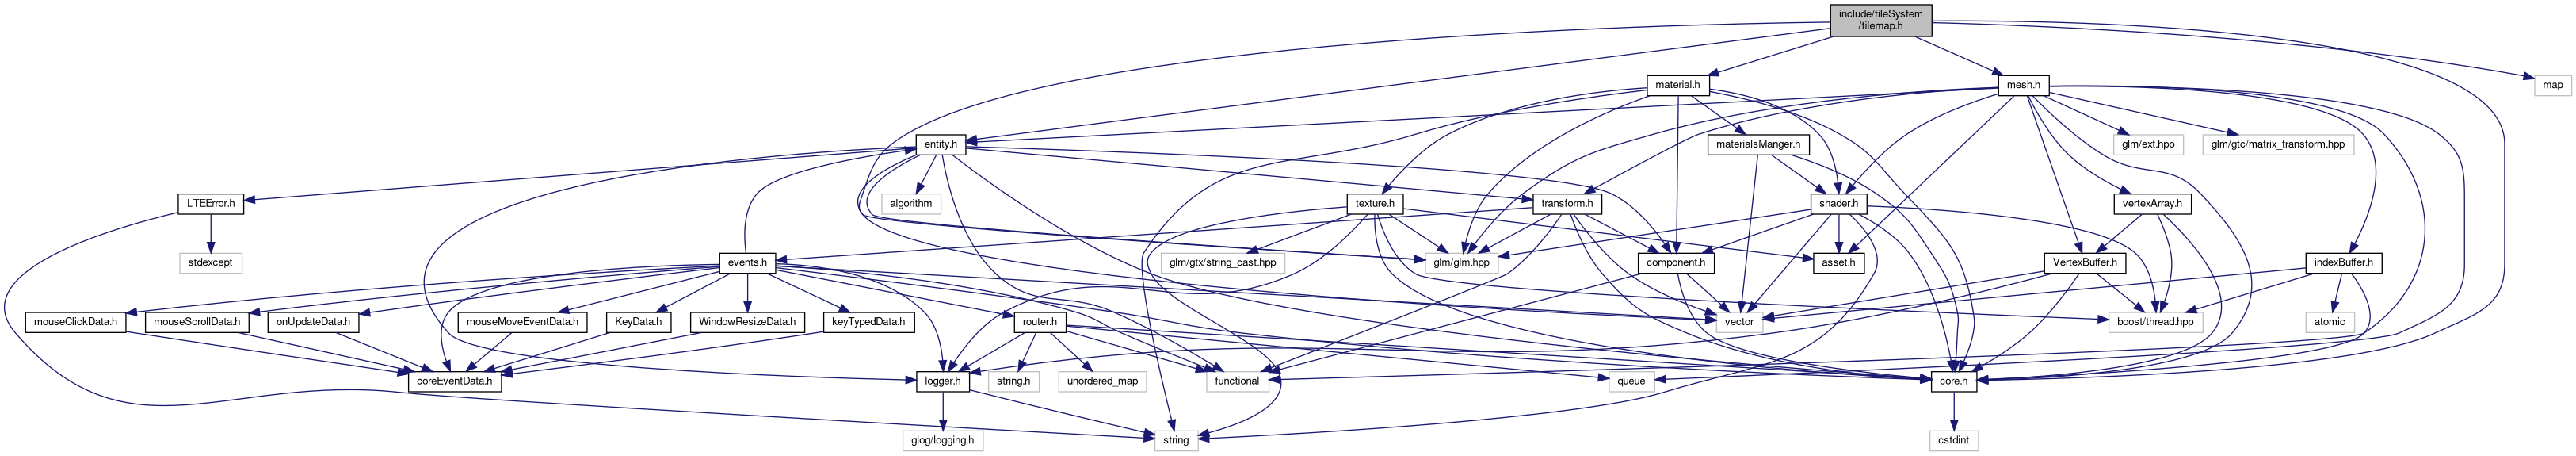 include/tileSystem
/tilemap.h
material.h
mesh.h
map
entity.h
materialsManger.h
glm/ext.hpp
glm/gtc/matrix_transform.hpp
LTEError.h
algorithm
texture.h
transform.h
shader.h
vertexArray.h
stdexcept
events.h
glm/gtx/string_cast.hpp
glm/glm.hpp
component.h
asset.h
VertexBuffer.h
indexBuffer.h
mouseClickData.h
mouseScrollData.h
onUpdateData.h
mouseMoveEventData.h
KeyData.h
WindowResizeData.h
keyTypedData.h
router.h
vector
boost/thread.hpp
atomic
coreEventData.h
logger.h
string.h
unordered_map
functional
queue
core.h
glog/logging.h
string
cstdint